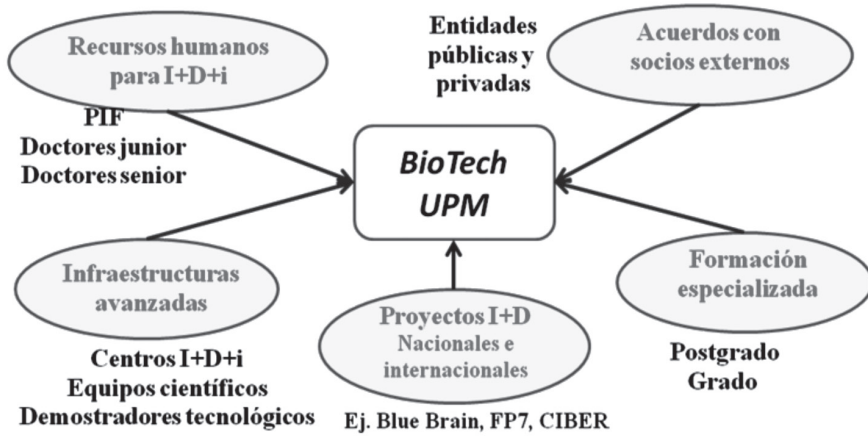 Recursos humanos
para I+D+i
PIF
Doctores junior
Doctores senior
Entidades
públicas y
privadas
Acuerdos con
socios externos
BioTech
UPM
Infraestructuras
avanzadas
Centros I+D+i
Equipos científicos
Demostradores tecnológicos
Proyectos I+D
Nacionales e
internacionales
Ej. Blue Brain, FP7, CIBER
Formación
especializada
Postgrado
Grado